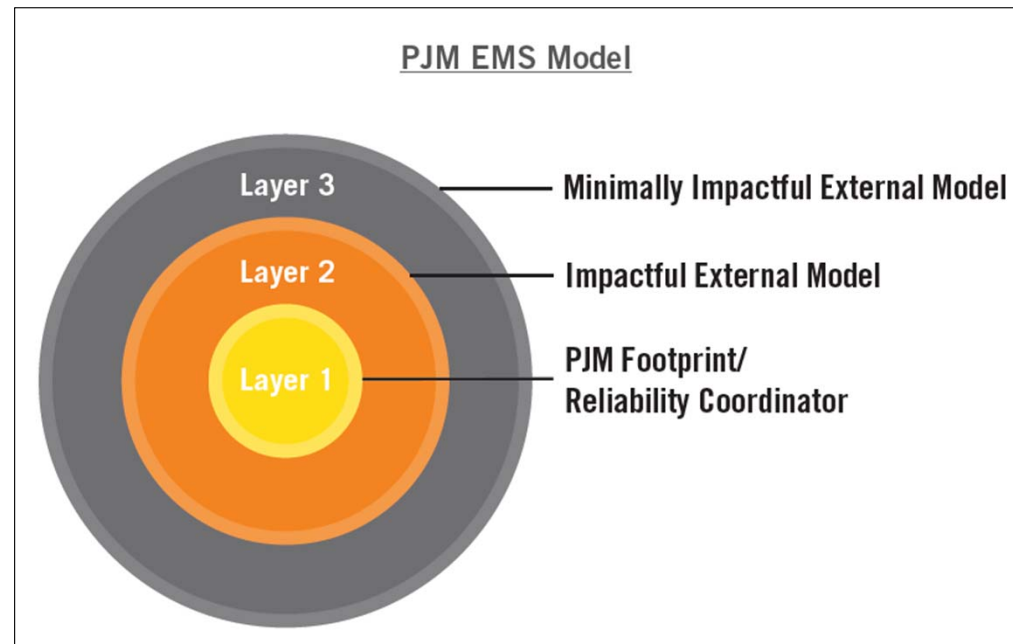 PJM EMS Model
Layer 3
Minimally Impactful External Model
Layer 2
Impactful External Model
Layer 1
PJM Footprint/
Reliability Coordinator